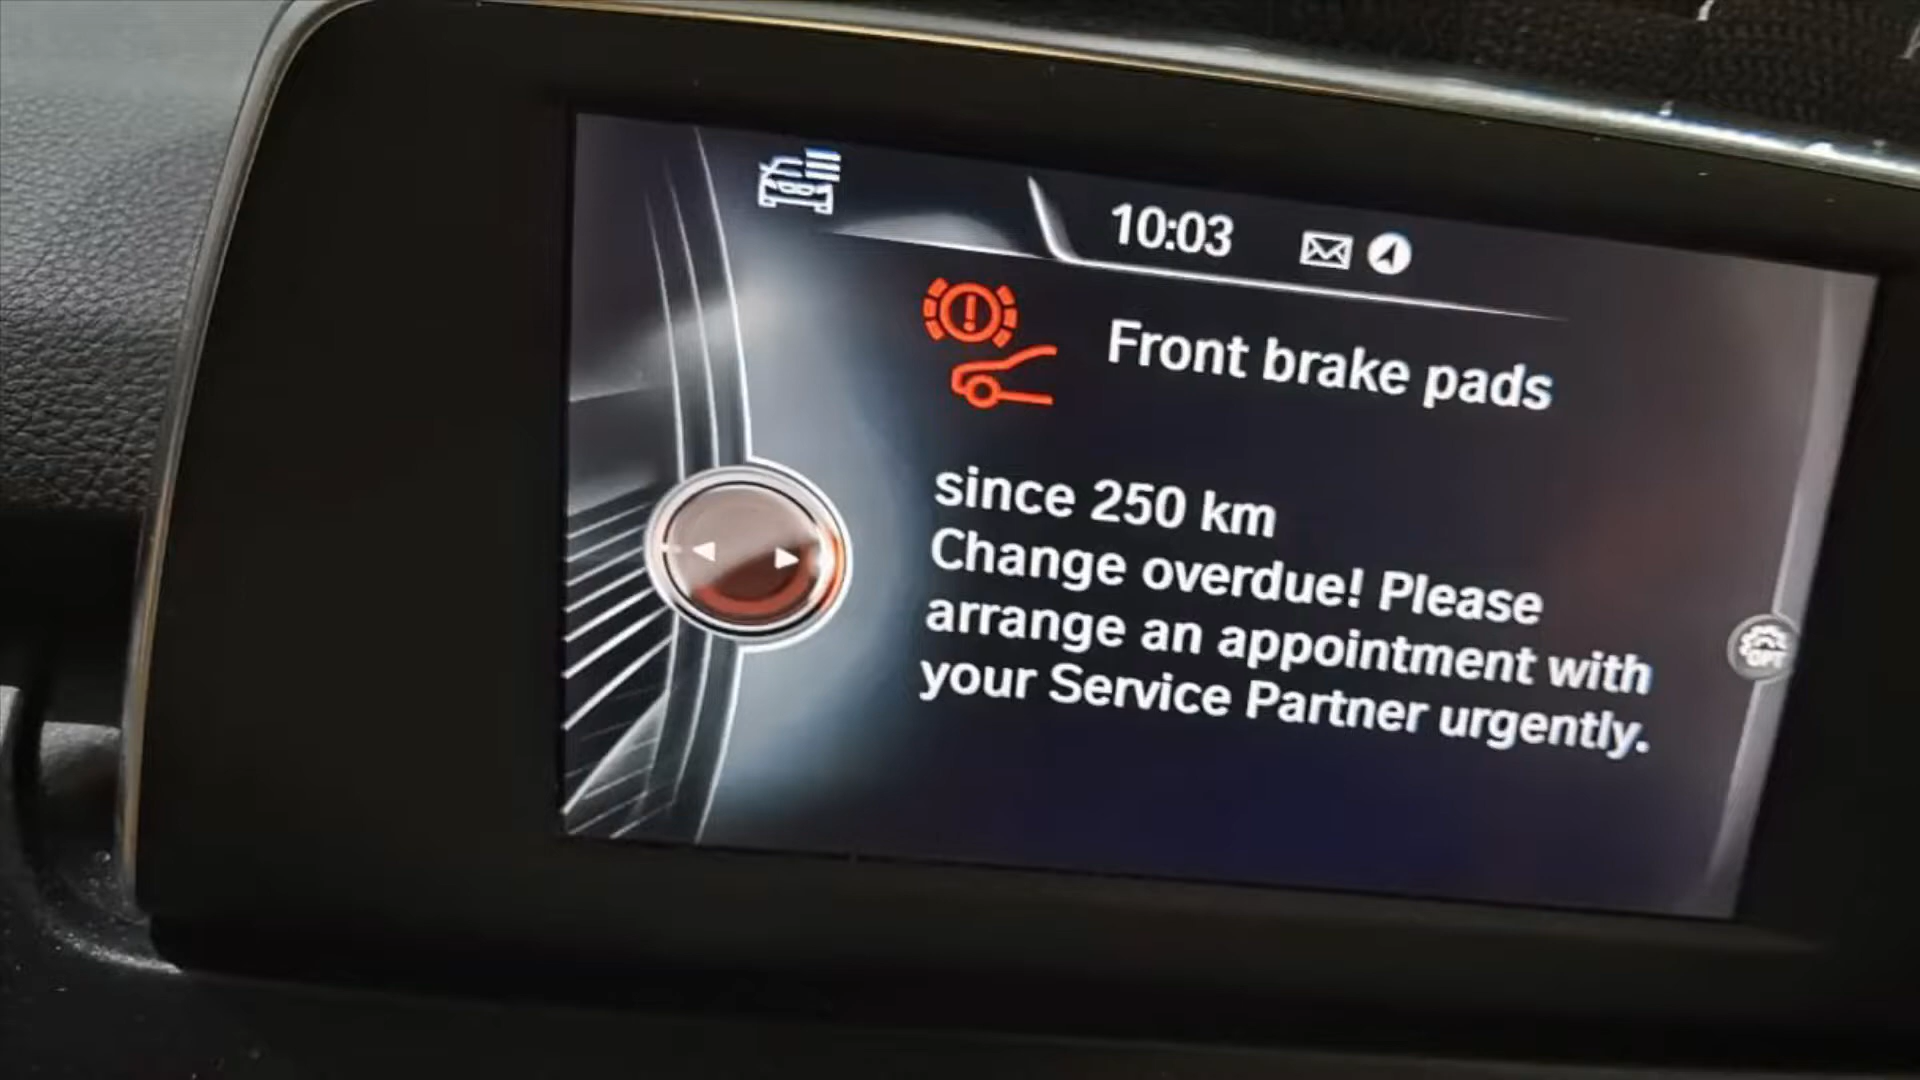 10:03
Front brake pads
since 250 km
Change overdue! Please
arrange an appointment with
your Service Partner urgently.
OPT